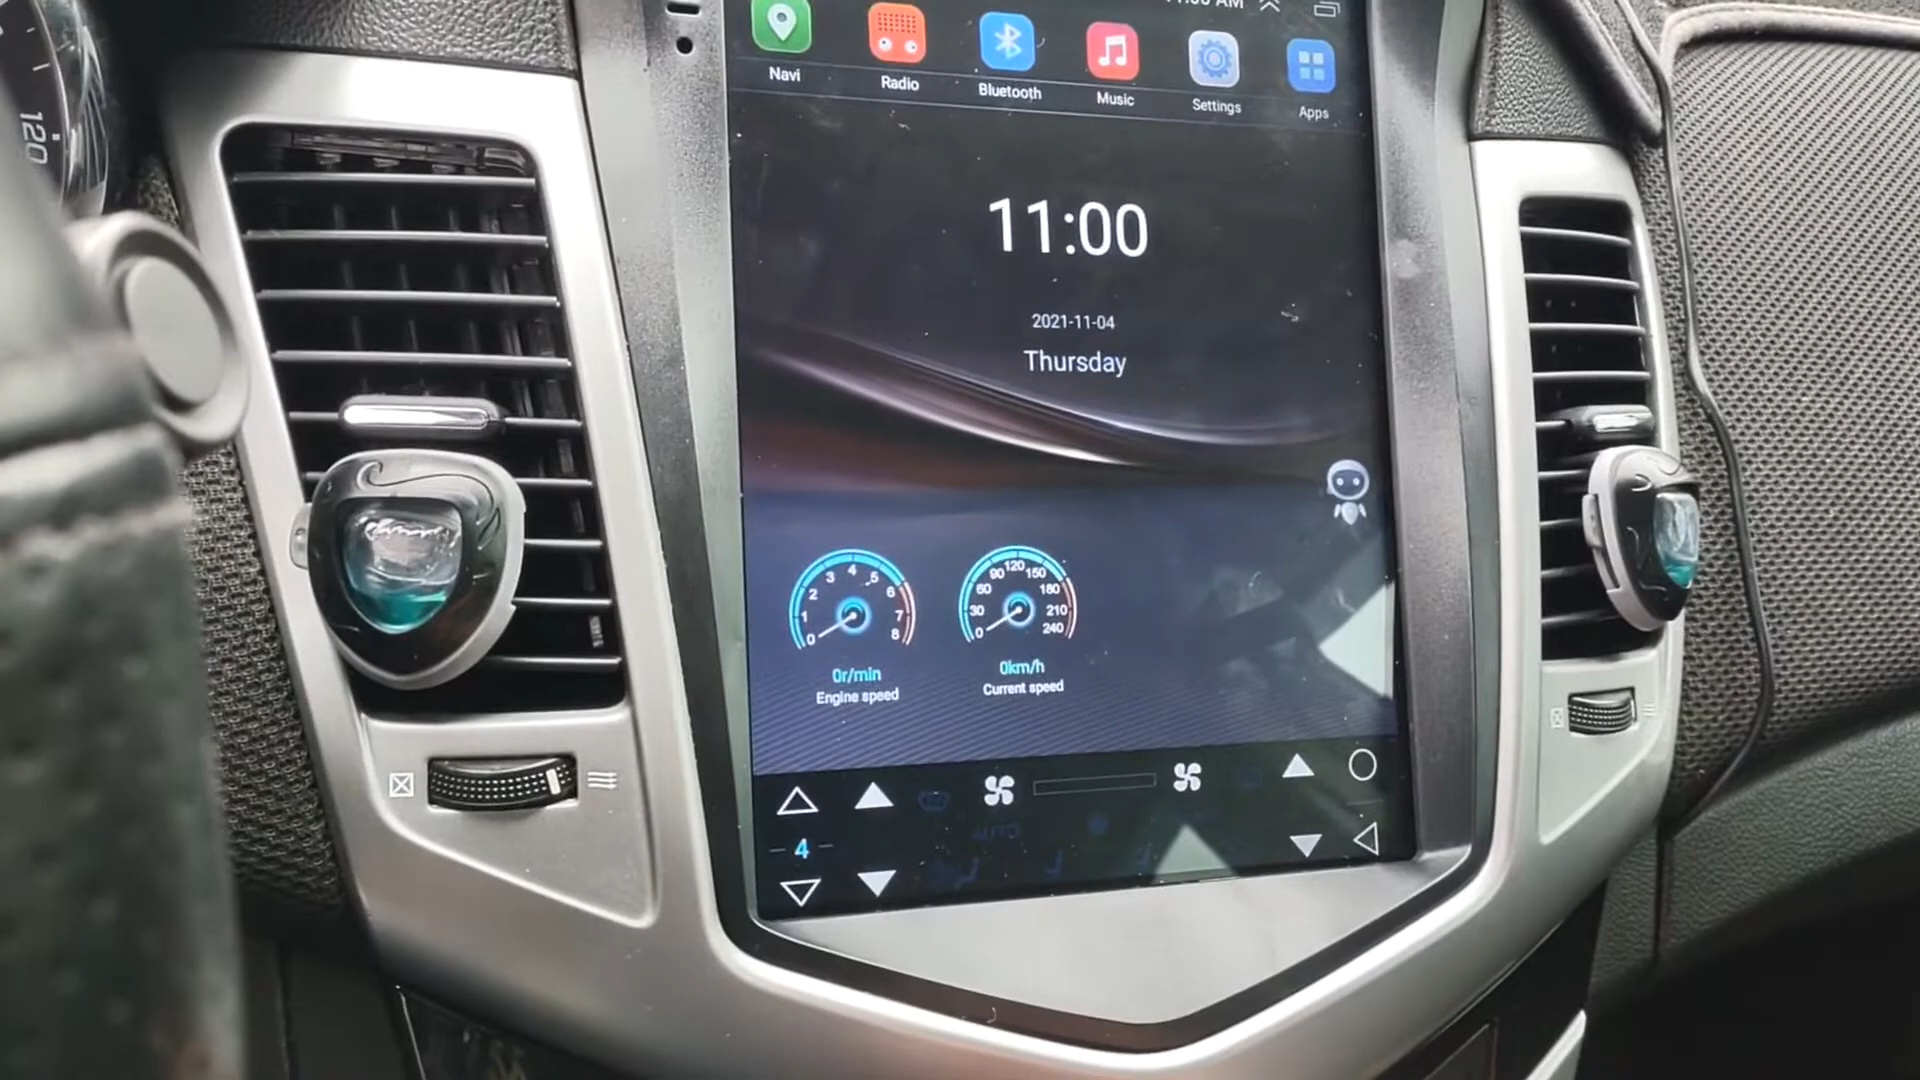 120
Navi
Radio
Bluetooth
Music
Settings
Apps
11:00
2021-11-04
Thursday
0
1
2
3
4
5
6
7
8
0
30
60
90
120
150
180
210
240
0r/min
Engine speed
0km/h
Current speed
4
AUTO